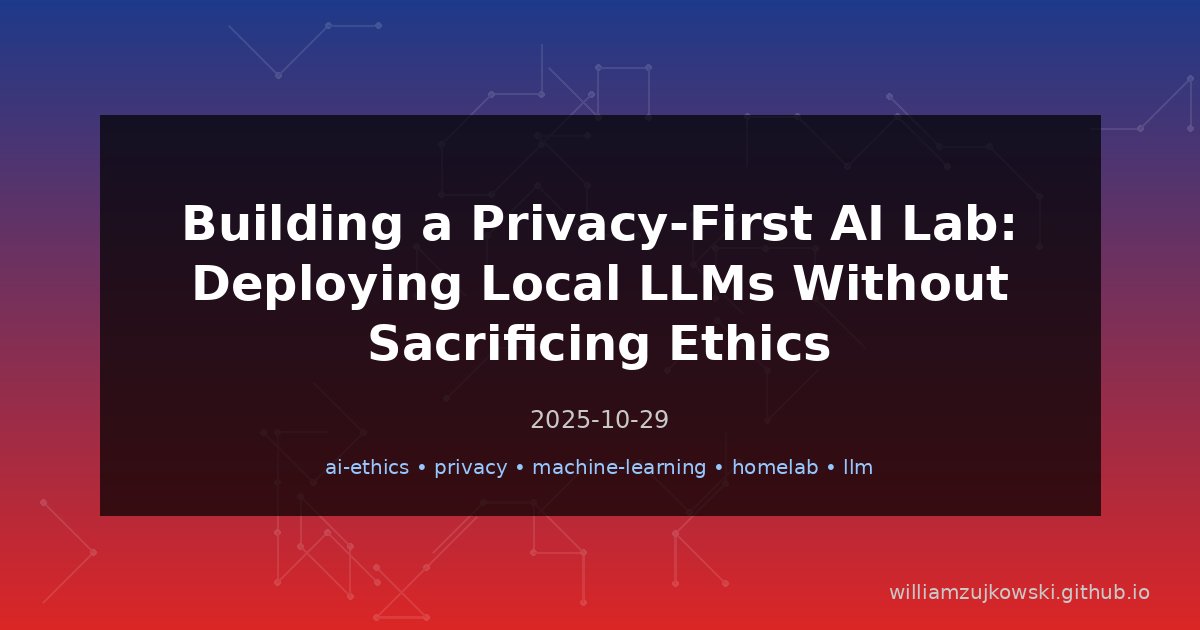 Building a Privacy-First AI Lab:
Deploying Local LLMs Without
Sacrificing Ethics
2025-10-29
ai-ethics • privacy • machine-learning • homelab • llm
williamzujkowski.github.io